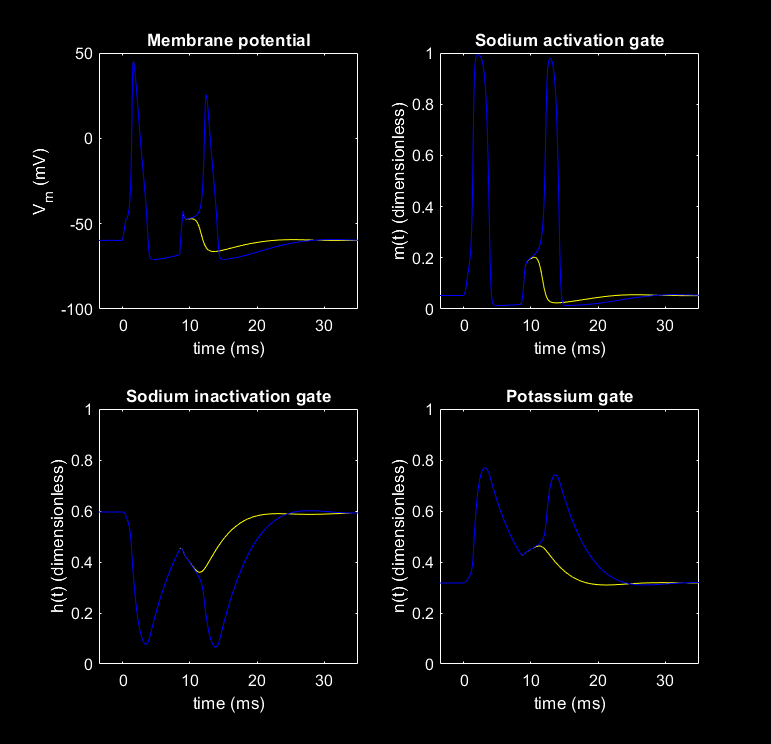 Membrane potential
50
0
-50
-100
V_m (mV)
0 10 20 30
time (ms)
Sodium activation gate
1
0.8
0.6
0.4
0.2
0
m(t) (dimensionless)
0 10 20 30
time (ms)
Sodium inactivation gate
1
0.8
0.6
0.4
0.2
0
h(t) (dimensionless)
0 10 20 30
time (ms)
Potassium gate
1
0.8
0.6
0.4
0.2
0
n(t) (dimensionless)
0 10 20 30
time (ms)